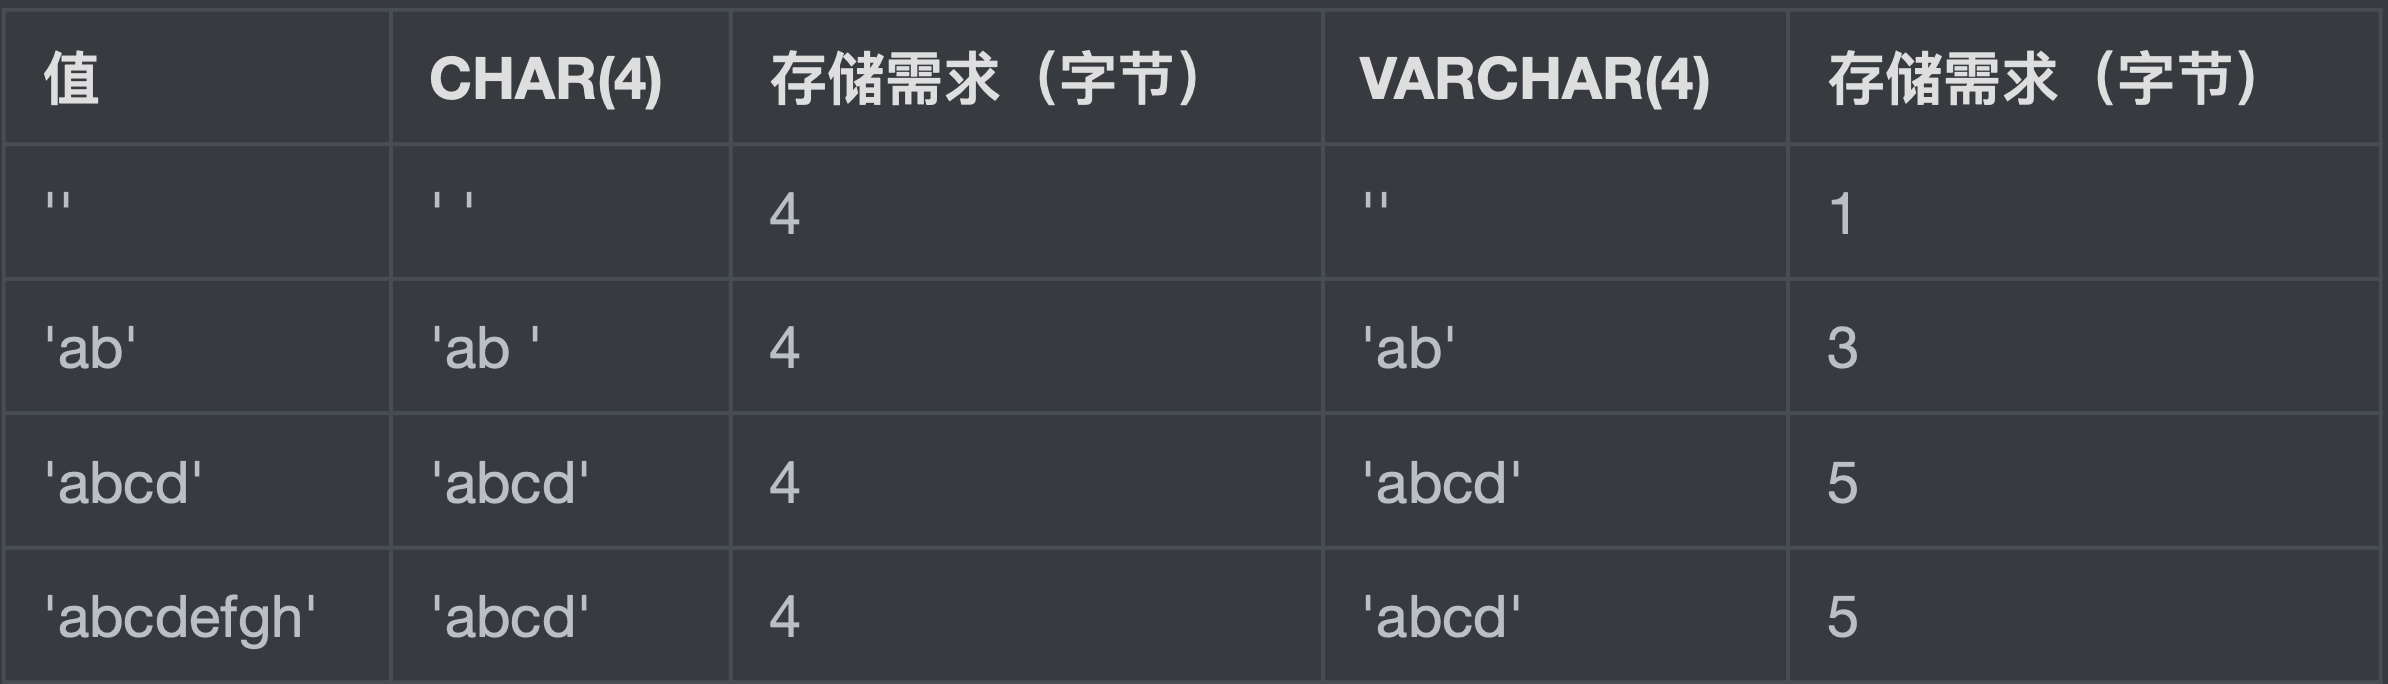 值 CHAR(4) 存储需求（字节） VARCHAR(4) 存储需求（字节）
'' ' ' 4 '' 1
'ab' 'ab ' 4 'ab' 3
'abcd' 'abcd' 4 'abcd' 5
'abcdefgh' 'abcd' 4 'abcd' 5